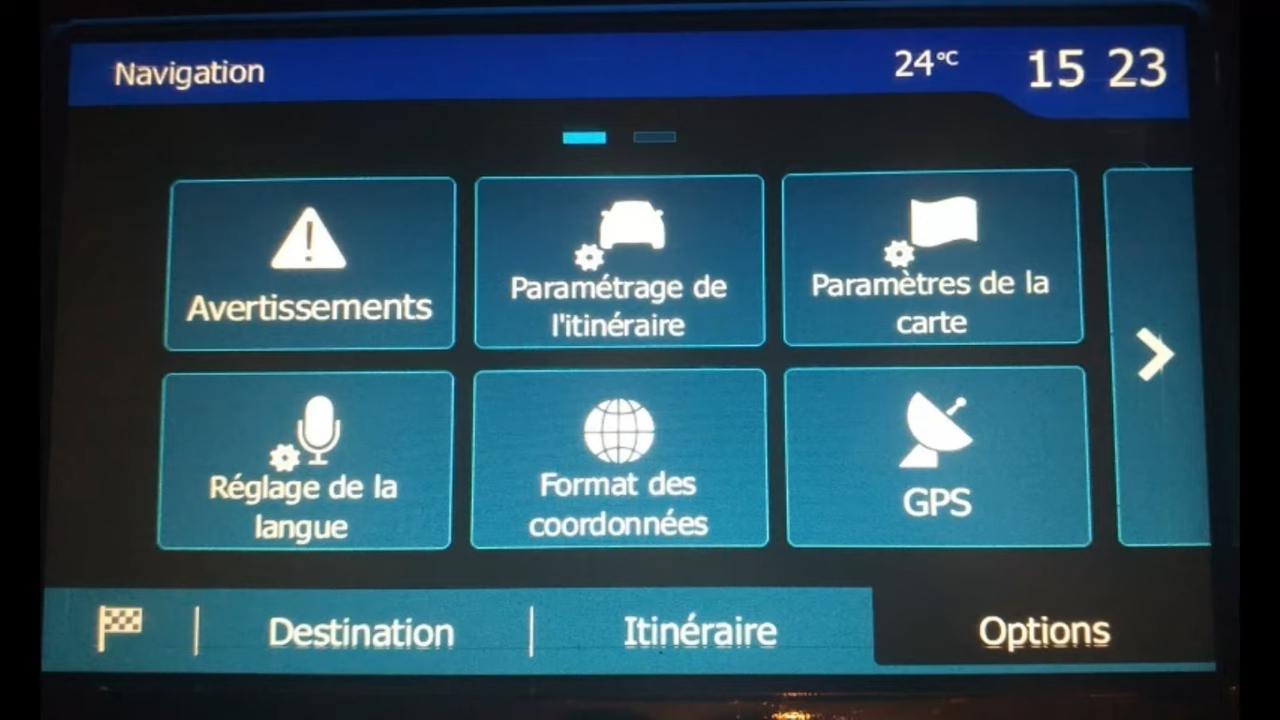 Navigation
24°C
15 23
Avertissements
Paramétrage de
l'itinéraire
Paramètres de la
carte
Réglage de la
langue
Format des
coordonnées
GPS
Destination
Itinéraire
Options